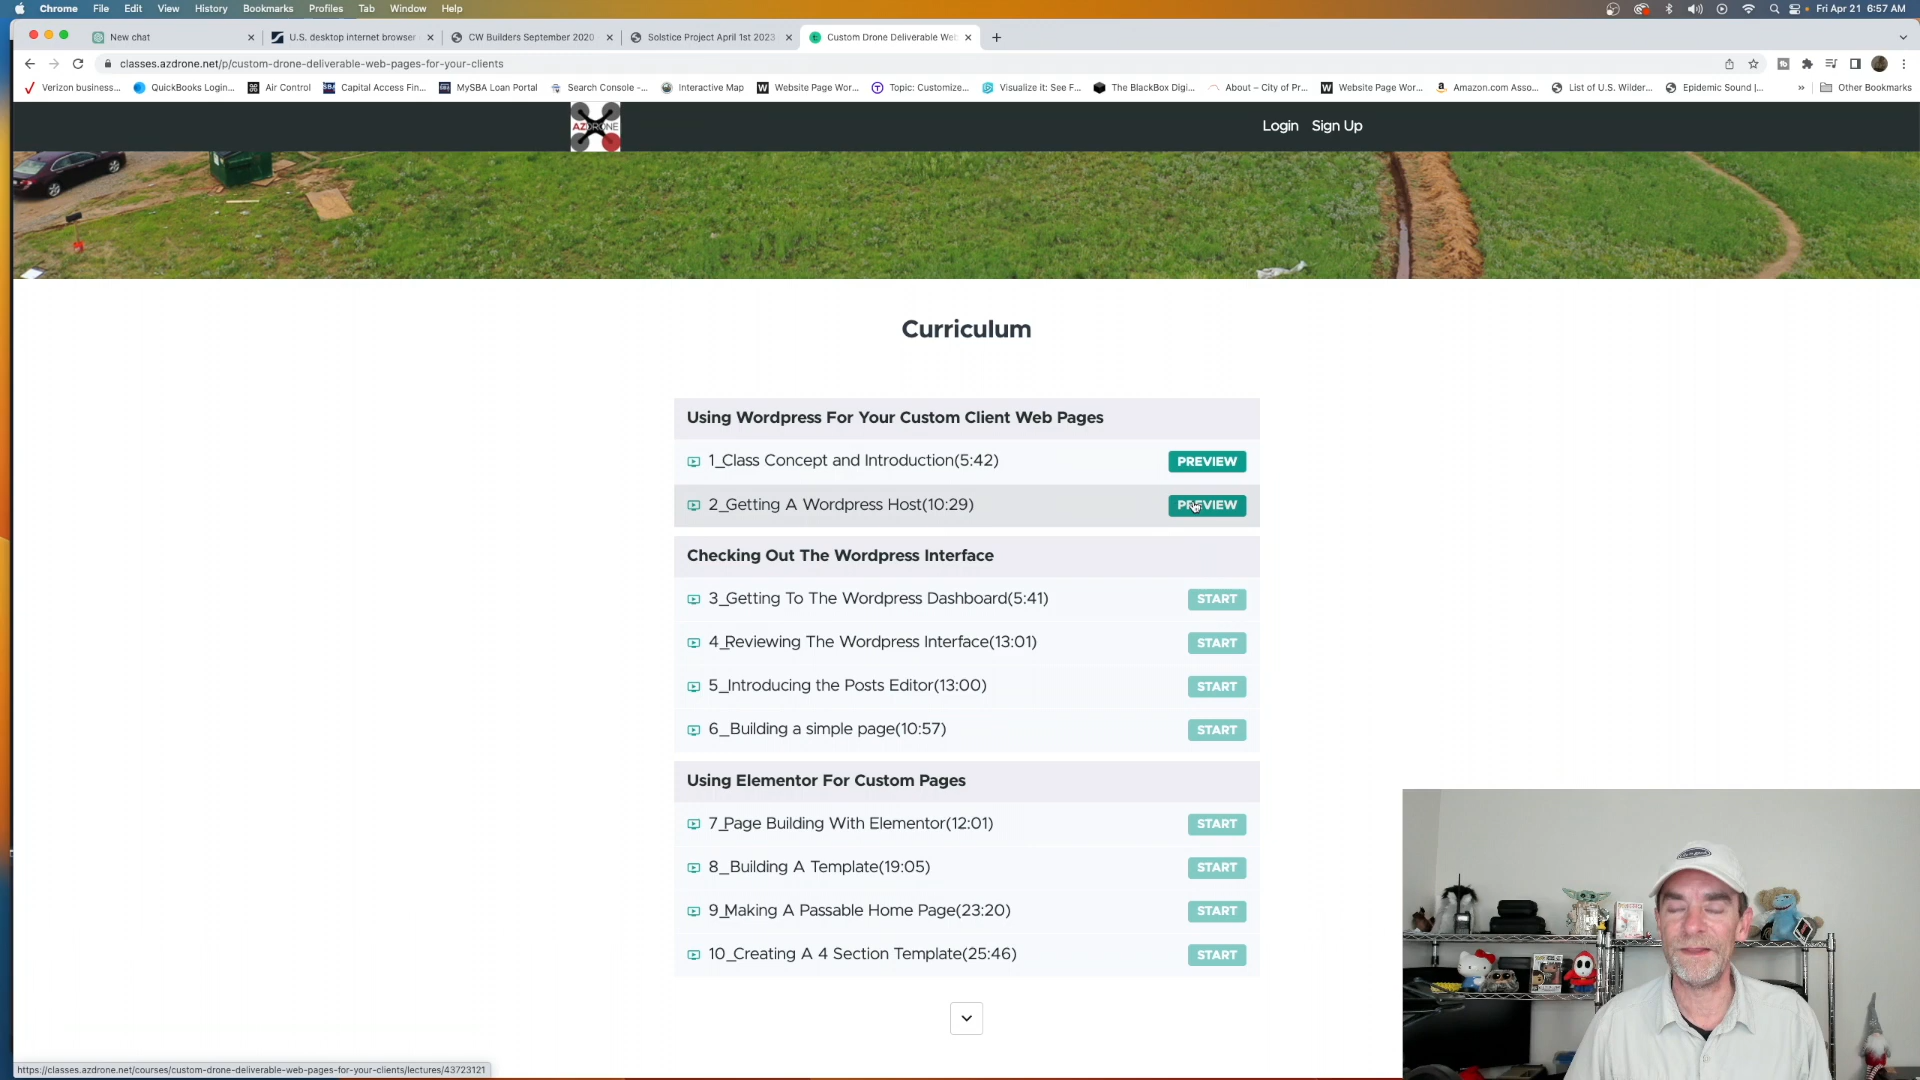 Chrome File Edit View History Bookmarks Profiles Tab Window Help Fri Apr 21 6:57 AM
New chat U.S. desktop internet browser CW Builders September 2020 Solstice Project April 1st 2023 Custom Drone Deliverable Web
classes.azdrone.net/p/custom-drone-deliverable-web-pages-for-your-clients
Verizon business... QuickBooks Login... Air Control Capital Access Fin... MySBA Loan Portal Search Console -... Interactive Map Website Page Wor... Topic: Customize... Visualize it: See F... The BlackBox Digi... About – City of Pr... Website Page Wor... Amazon.com Asso... List of U.S. Wilder... Epidemic Sound |... » Other Bookmarks
AZDRONE Login Sign Up
Curriculum
Using Wordpress For Your Custom Client Web Pages
1_Class Concept and Introduction(5:42) PREVIEW
2_Getting A Wordpress Host(10:29) PREVIEW
Checking Out The Wordpress Interface
3_Getting To The Wordpress Dashboard(5:41) START
4_Reviewing The Wordpress Interface(13:01) START
5_Introducing the Posts Editor(13:00) START
6_Building a simple page(10:57) START
Using Elementor For Custom Pages
7_Page Building With Elementor(12:01) START
8_Building A Template(19:05) START
9_Making A Passable Home Page(23:20) START
10_Creating A 4 Section Template(25:46) START
https://classes.azdrone.net/courses/custom-drone-deliverable-web-pages-for-your-clients/lectures/43723121